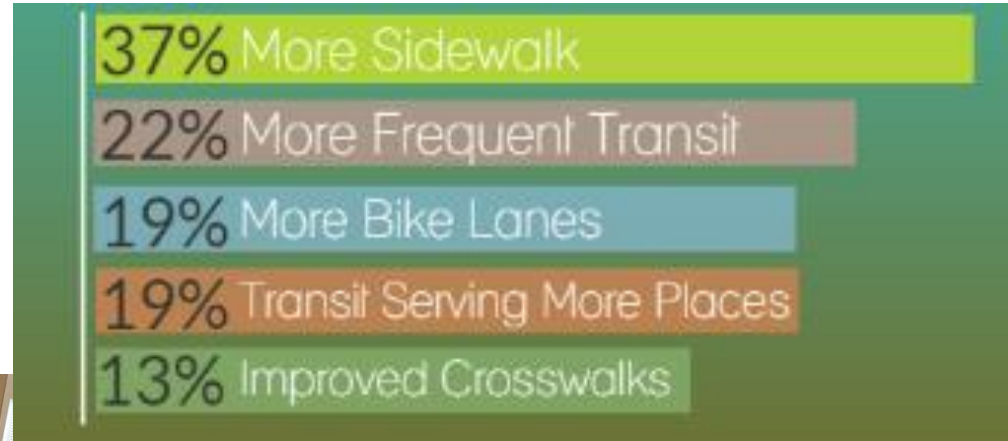 37% More Sidewalk
22% More Frequent Transit
19% More Bike Lanes
19% Transit Serving More Places
13% Improved Crosswalks